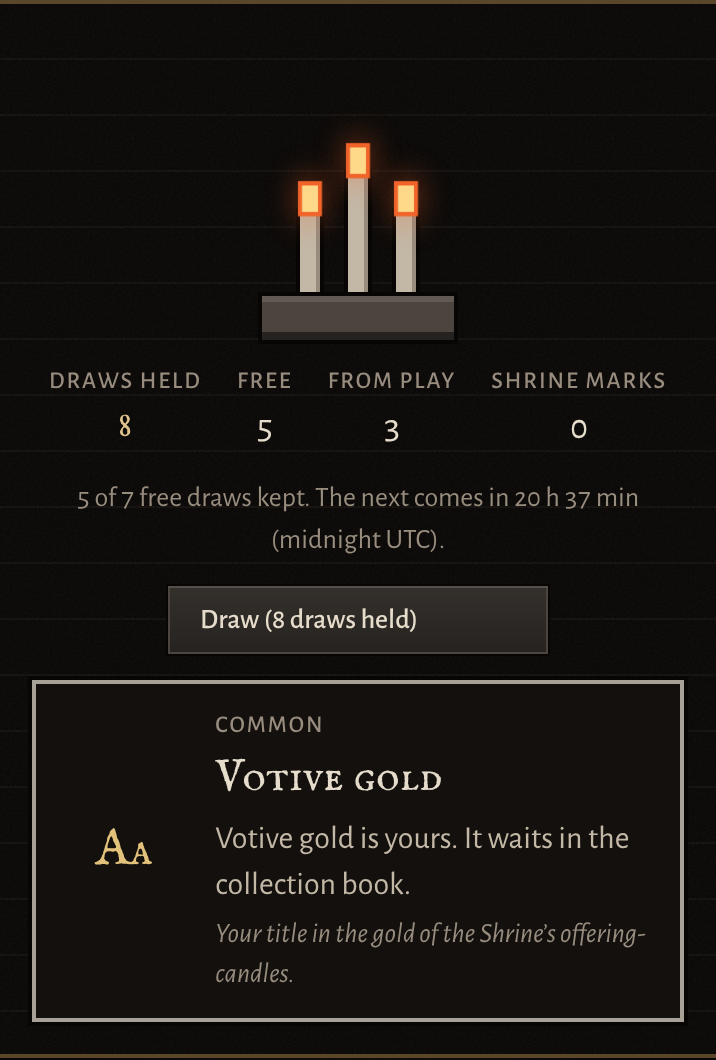 DRAWS HELD FREE FROM PLAY SHRINE MARKS
8 5 3 0
5 of 7 free draws kept. The next comes in 20 h 37 min
(midnight UTC).
Draw (8 draws held)
COMMON
Votive gold
Aa
Votive gold is yours. It waits in the
collection book.
Your title in the gold of the Shrine’s offering-
candles.